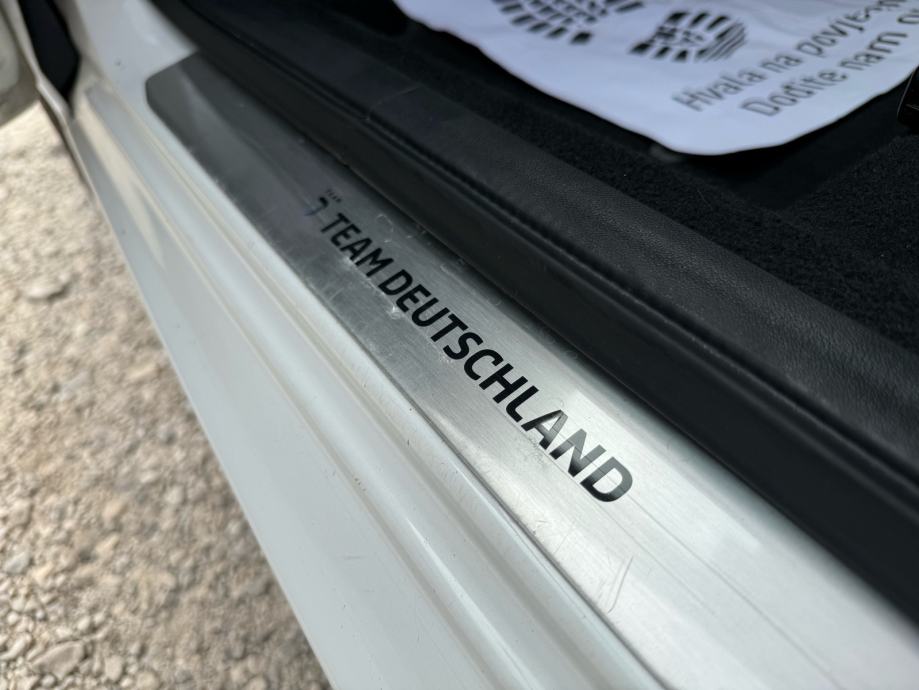 TEAM DEUTSCHLAND
Hvala na povje
Dođite nam o